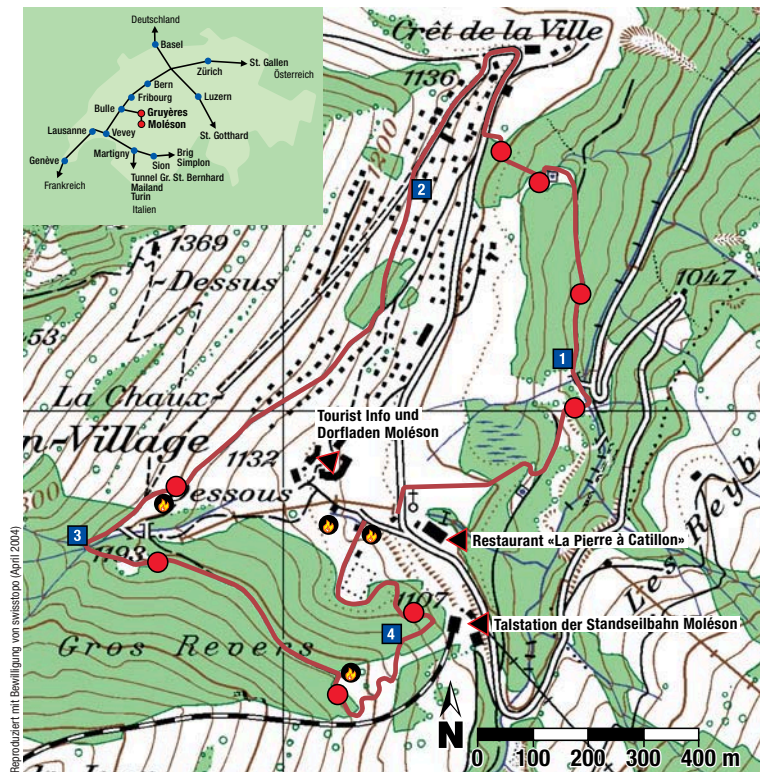 Deutschland
Basel
Zürich
St. Gallen
Österreich
Bern
Fribourg
Luzern
Bulle
Gruyères
Moléson
Lausanne
Vevey
St. Gotthard
Martigny
Brig
Simplon
Sion
Genève
Frankreich
Tunnel Gr. St. Bernhard
Mailand
Turin
Italien
Crêt de la Ville
1136
1200
2
1369
Dessus
1047
53
1
La Chaux
Tourist Info und
Dorfladen Moléson
n-Village
1132
Dessous
300
3
1193
Restaurant «La Pierre à Catillon»
Les Reybe
1107
4
Talstation der Standseilbahn Moléson
Gros Revers
N
0 100 200 300 400 m
Reproduziert mit Bewilligung von swisstopo (April 2004)